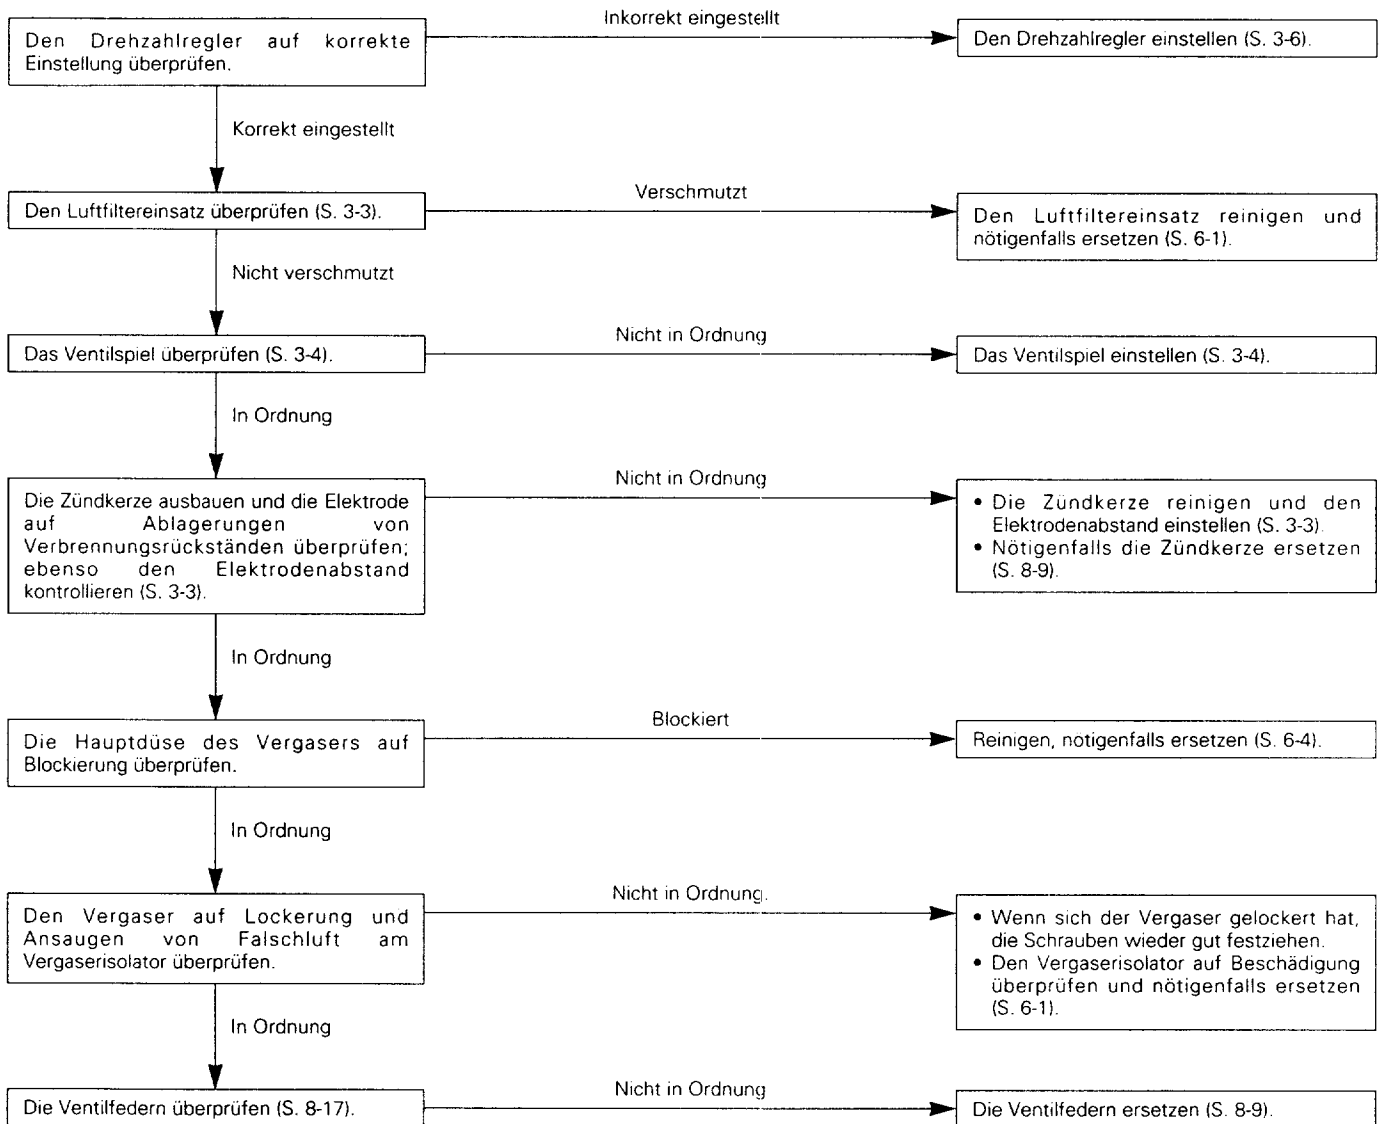 Inkorrekt eingestellt
Den Drehzahlregler auf korrekte
Einstellung überprüfen.
Den Drehzahlregler einstellen (S. 3-6).
Korrekt eingestellt
Verschmutzt
Den Luftfiltereinsatz überprüfen (S. 3-3).
Den Luftfiltereinsatz reinigen und
nötigenfalls ersetzen (S. 6-1).
Nicht verschmutzt
Nicht in Ordnung
Das Ventilspiel überprüfen (S. 3-4).
Das Ventilspiel einstellen (S. 3-4).
In Ordnung
Nicht in Ordnung
Die Zündkerze ausbauen und die Elektrode
auf Ablagerungen von
Verbrennungsrückständen überprüfen;
ebenso den Elektrodenabstand
kontrollieren (S. 3-3).
• Die Zündkerze reinigen und den
Elektrodenabstand einstellen (S. 3-3).
• Nötigenfalls die Zündkerze ersetzen
(S. 8-9).
In Ordnung
Blockiert
Die Hauptdüse des Vergasers auf
Blockierung überprüfen.
Reinigen, nötigenfalls ersetzen (S. 6-4).
In Ordnung
Nicht in Ordnung.
Den Vergaser auf Lockerung und
Ansaugen von Falschluft am
Vergaserisolator überprüfen.
• Wenn sich der Vergaser gelockert hat,
die Schrauben wieder gut festziehen.
• Den Vergaserisolator auf Beschädigung
überprüfen und nötigenfalls ersetzen
(S. 6-1).
In Ordnung
Nicht in Ordnung
Die Ventilfedern überprüfen (S. 8-17).
Die Ventilfedern ersetzen (S. 8-9).